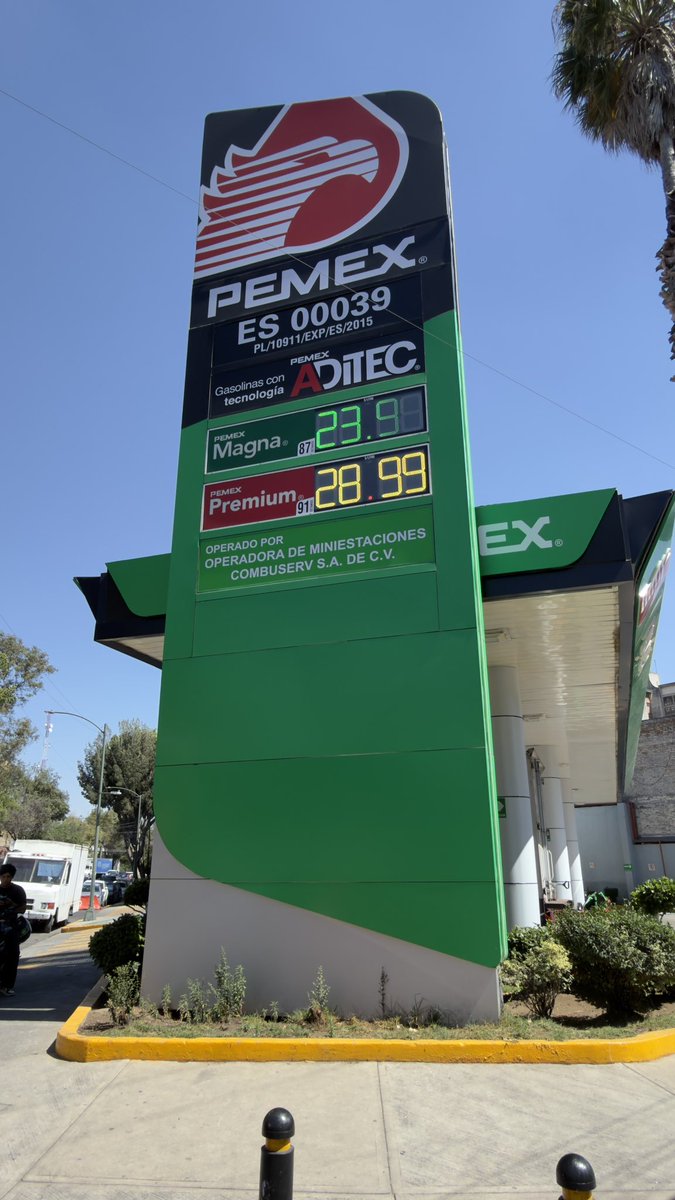 PEMEX®
ES 00039
PL/10911/EXP/ES/2015
Gasolinas con tecnología
PEMEX
ADITEC®
PEMEX
Magna®
87
23.9
PEMEX
Premium®
91
28.99
OPERADO POR
OPERADORA DE MINIESTACIONES
COMBUSERV S.A. DE C.V.
EX®